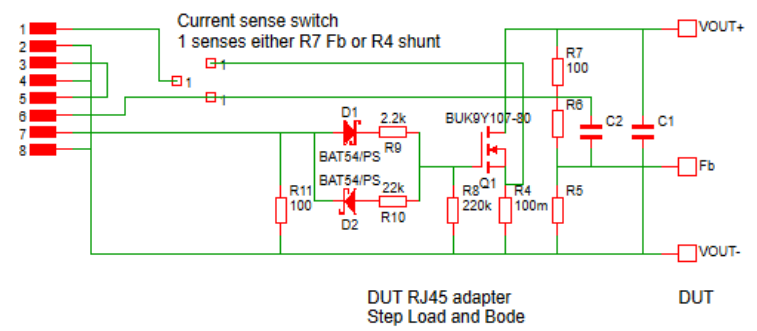 Current sense switch
1 senses either R7 Fb or R4 shunt
1
2
3
4
5
6
7
8
1
1
1
VOUT+
R7
100
R6
C2
C1
D1
2.2k
BUK9Y107-80
BAT54/PS
R9
BAT54/PS
22k
D2
R10
R11
100
Q1
R8
220k
R4
100m
R5
Fb
VOUT-
DUT RJ45 adapter
Step Load and Bode
DUT